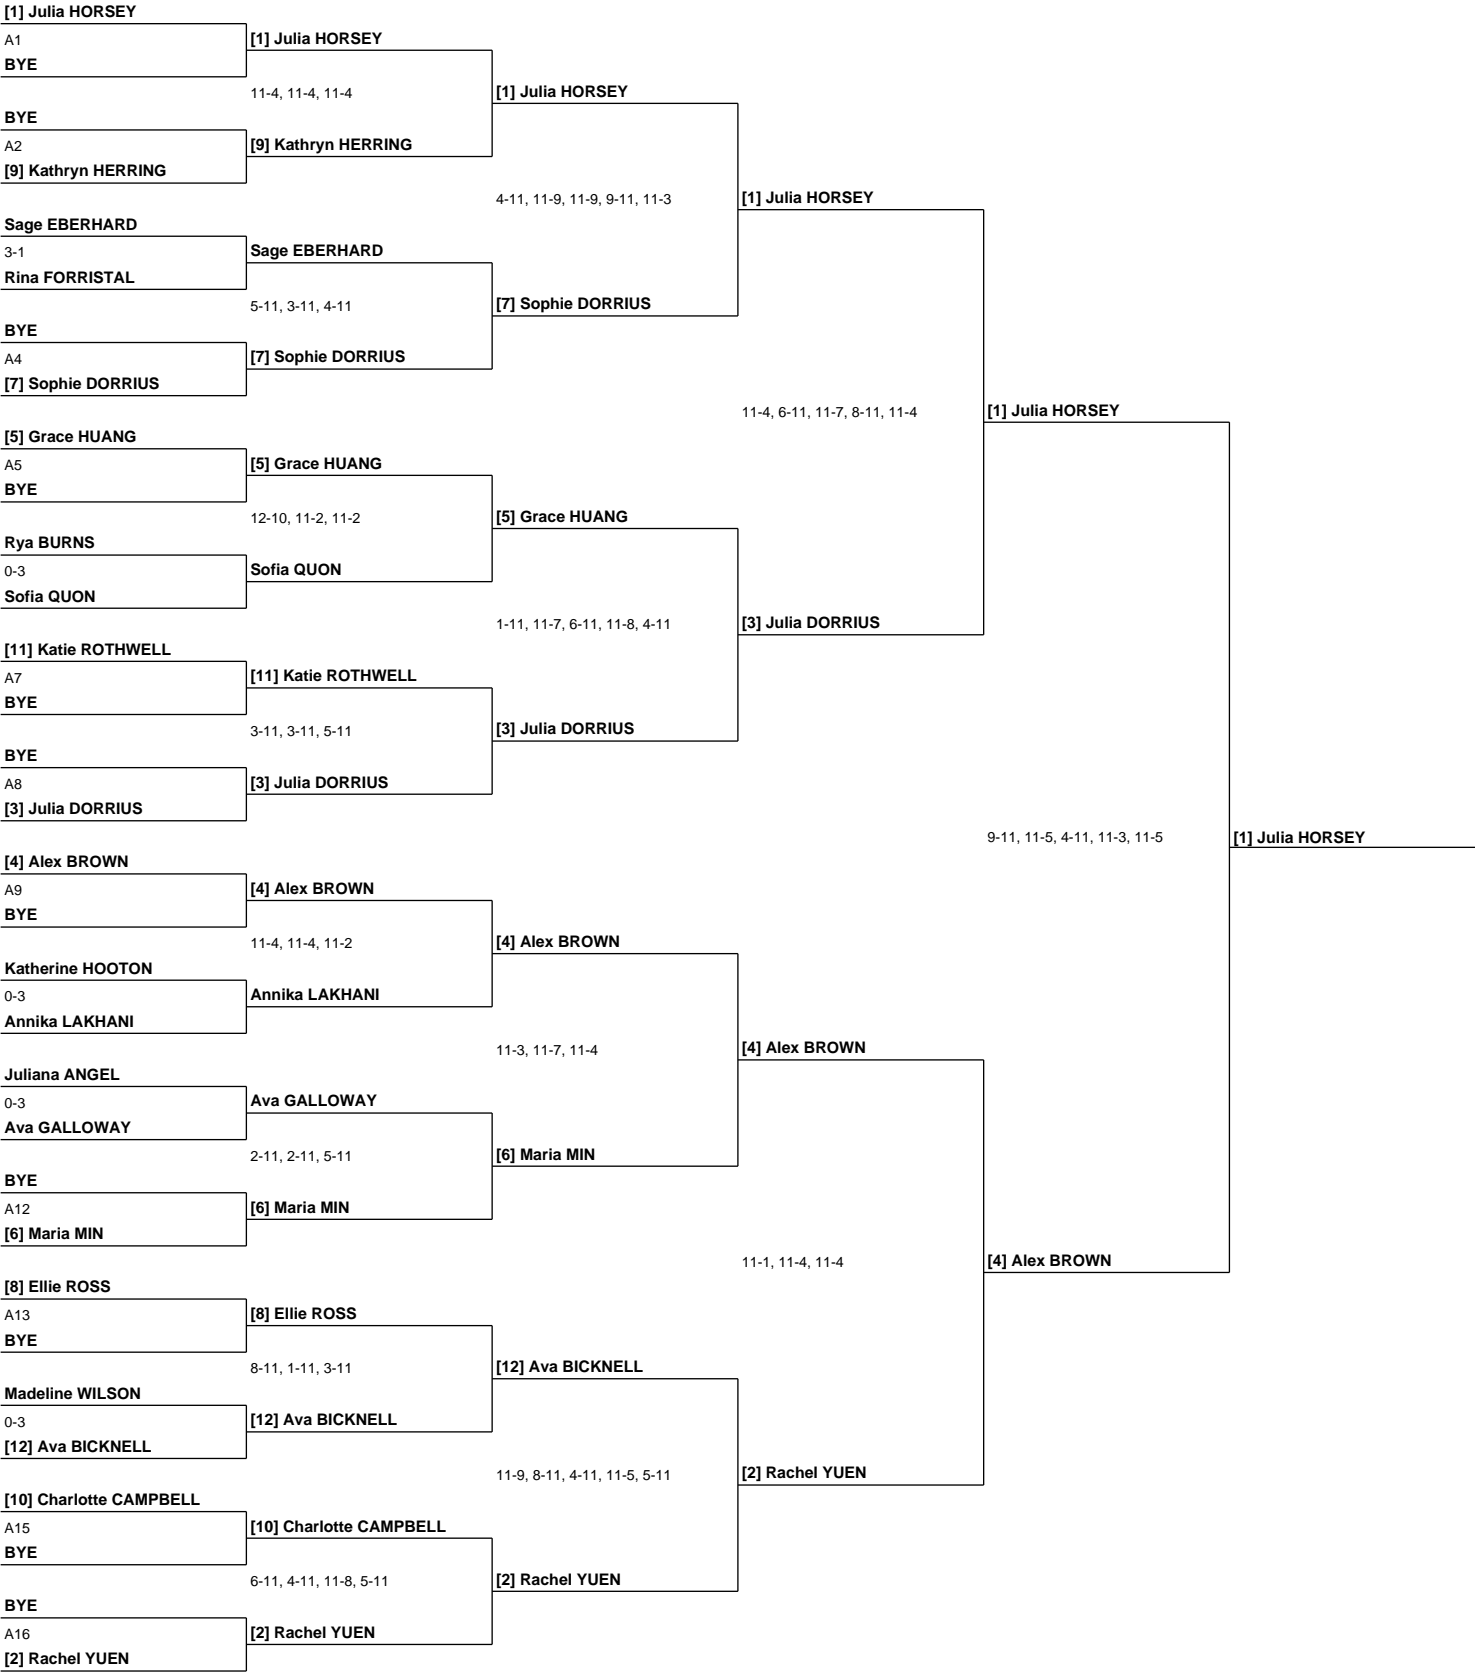 [1] Julia HORSEY
A1
BYE
BYE
A2
[9] Kathryn HERRING
Sage EBERHARD
3-1
Rina FORRISTAL
BYE
A4
[7] Sophie DORRIUS
[5] Grace HUANG
A5
BYE
Rya BURNS
0-3
Sofia QUON
[11] Katie ROTHWELL
A7
BYE
BYE
A8
[3] Julia DORRIUS
[4] Alex BROWN
A9
BYE
Katherine HOOTON
0-3
Annika LAKHANI
Juliana ANGEL
0-3
Ava GALLOWAY
BYE
A12
[6] Maria MIN
[8] Ellie ROSS
A13
BYE
Madeline WILSON
0-3
[12] Ava BICKNELL
[10] Charlotte CAMPBELL
A15
BYE
BYE
A16
[2] Rachel YUEN
[1] Julia HORSEY
11-4, 11-4, 11-4
[9] Kathryn HERRING
Sage EBERHARD
5-11, 3-11, 4-11
[7] Sophie DORRIUS
[5] Grace HUANG
12-10, 11-2, 11-2
Sofia QUON
[11] Katie ROTHWELL
3-11, 3-11, 5-11
[3] Julia DORRIUS
[4] Alex BROWN
11-4, 11-4, 11-2
Annika LAKHANI
Ava GALLOWAY
2-11, 2-11, 5-11
[6] Maria MIN
[8] Ellie ROSS
8-11, 1-11, 3-11
[12] Ava BICKNELL
[10] Charlotte CAMPBELL
6-11, 4-11, 11-8, 5-11
[2] Rachel YUEN
[1] Julia HORSEY
4-11, 11-9, 11-9, 9-11, 11-3
[7] Sophie DORRIUS
[5] Grace HUANG
1-11, 11-7, 6-11, 11-8, 4-11
[3] Julia DORRIUS
[4] Alex BROWN
11-3, 11-7, 11-4
[6] Maria MIN
[12] Ava BICKNELL
11-9, 8-11, 4-11, 11-5, 5-11
[2] Rachel YUEN
[1] Julia HORSEY
11-4, 6-11, 11-7, 8-11, 11-4
[3] Julia DORRIUS
[4] Alex BROWN
11-1, 11-4, 11-4
[2] Rachel YUEN
[1] Julia HORSEY
9-11, 11-5, 4-11, 11-3, 11-5
[4] Alex BROWN
[1] Julia HORSEY